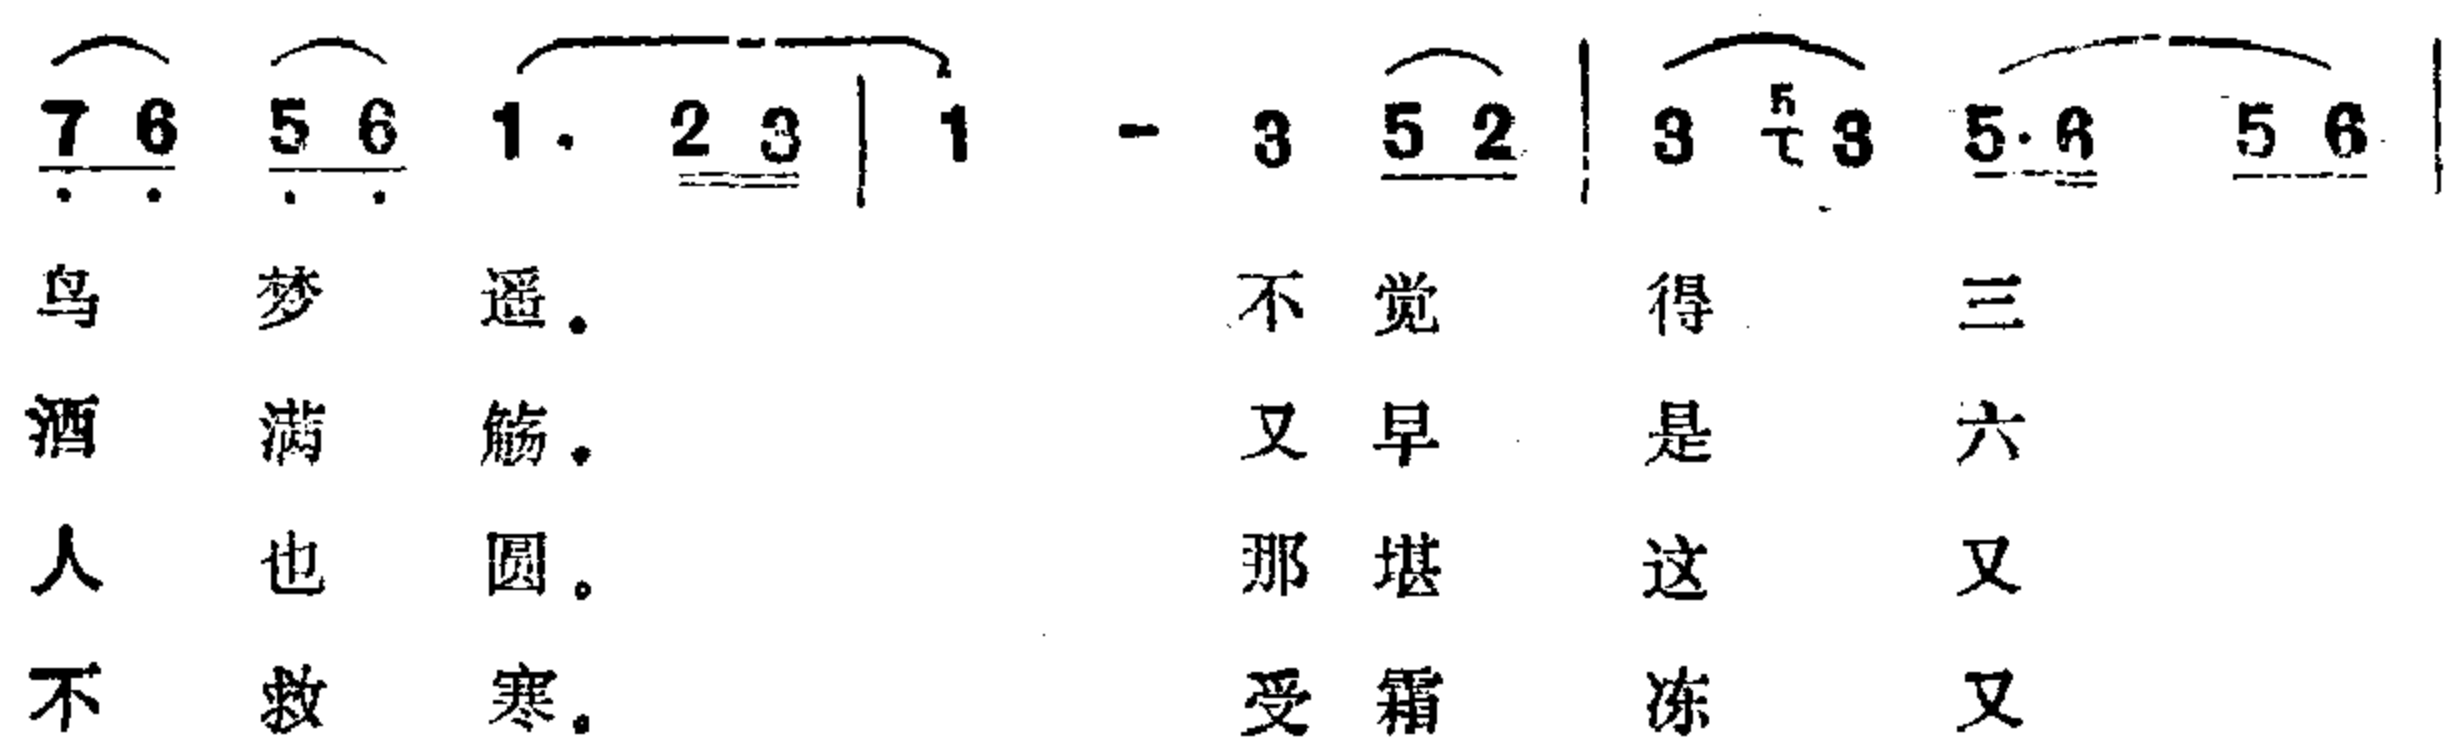 7 6 5 6 1. 2 3 | 1 - 3 5 2 | 3 5 3 5. 6 5 6 |
鸟 梦 遥. 不 觉 得 三
酒 满 觞. 又 早 是 六
人 也 圆。 那 堪 这 又
不 救 寒。 受 霜 冻 又